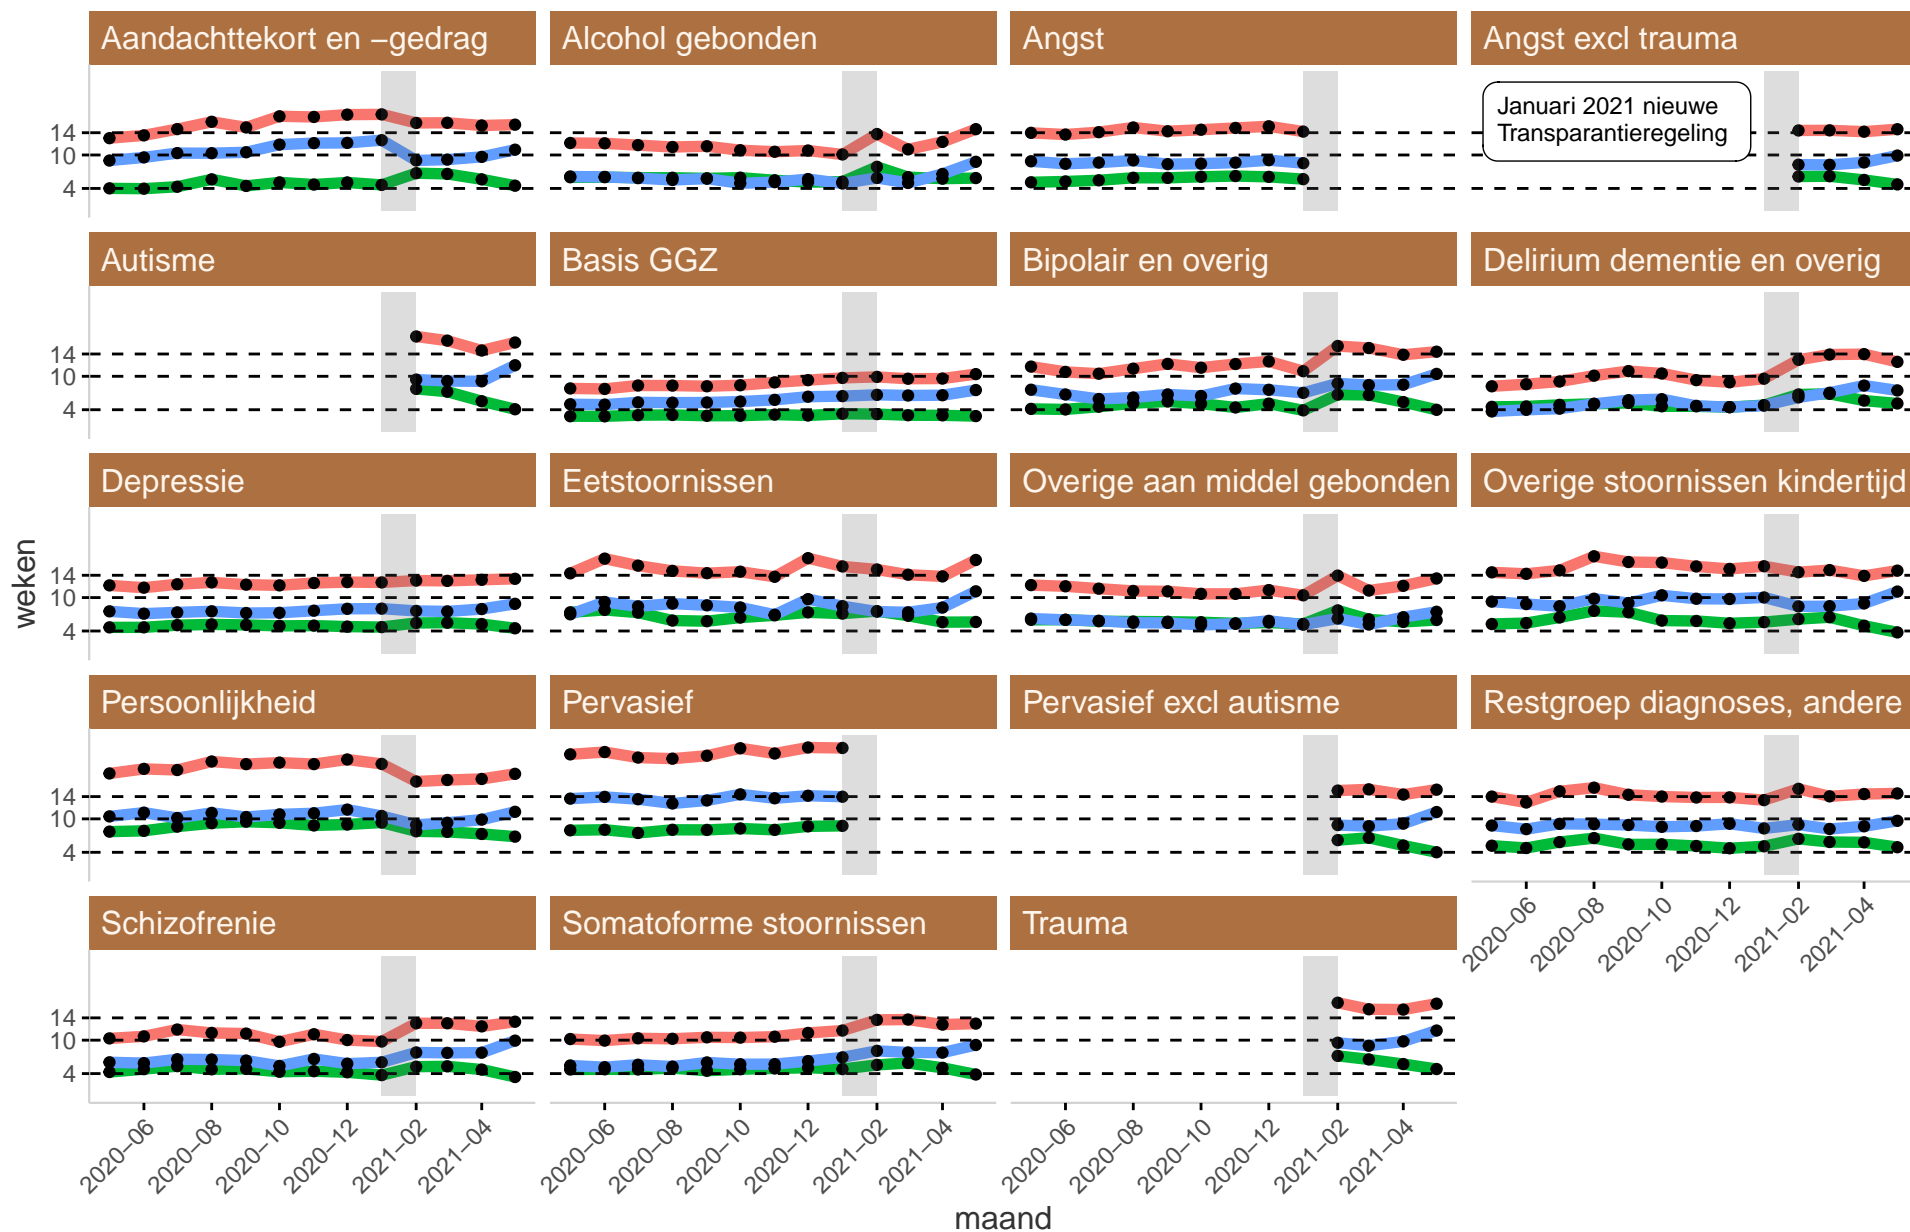 Aandachttekort en −gedrag
Alcohol gebonden
Angst
Angst excl trauma
Januari 2021 nieuwe
Transparantieregeling
14
10
4
Autisme
Basis GGZ
Bipolair en overig
Delirium dementie en overig
14
10
4
Depressie
Eetstoornissen
Overige aan middel gebonden
Overige stoornissen kindertijd
14
10
4
weken
Persoonlijkheid
Pervasief
Pervasief excl autisme
Restgroep diagnoses, andere
14
10
4
2020−06
2020−08
2020−10
2020−12
2021−02
2021−04
Schizofrenie
Somatoforme stoornissen
Trauma
14
10
4
2020−06
2020−08
2020−10
2020−12
2021−02
2021−04
2020−06
2020−08
2020−10
2020−12
2021−02
2021−04
2020−06
2020−08
2020−10
2020−12
2021−02
2021−04
maand